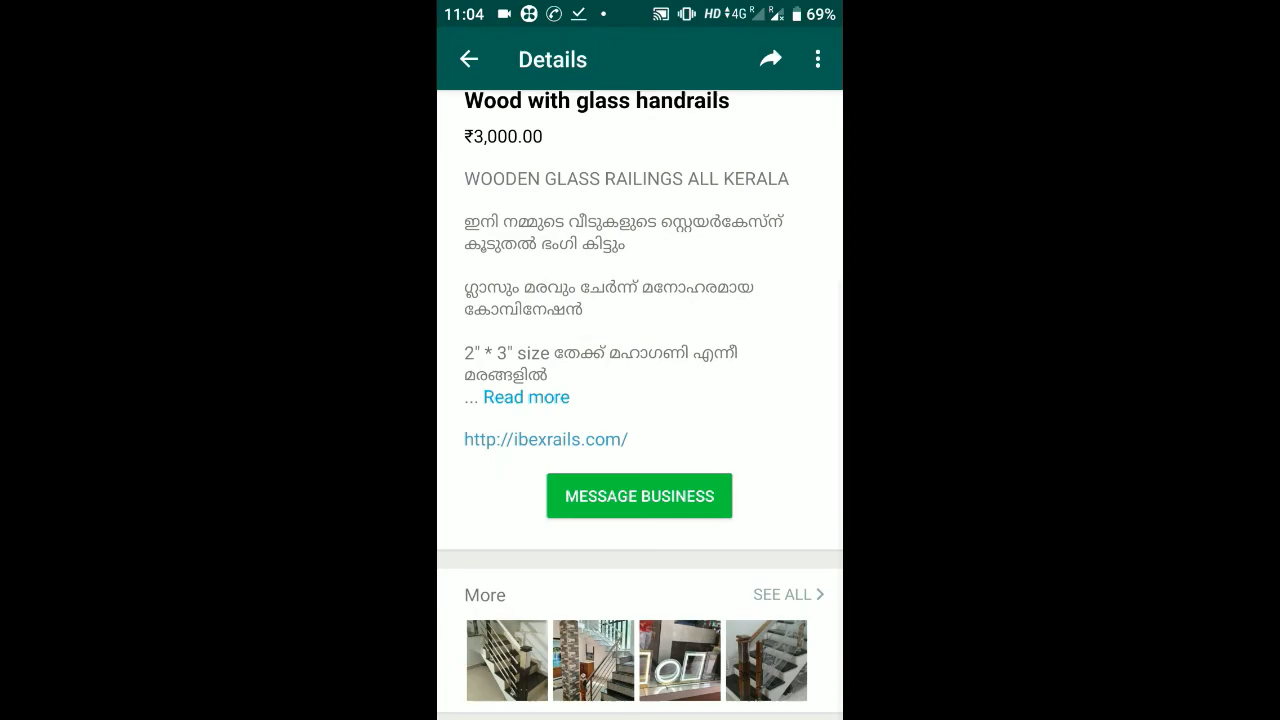 11:04 HD 4G R R 69%
Details
Wood with glass handrails
₹3,000.00
WOODEN GLASS RAILINGS ALL KERALA
ഇനി നമ്മുടെ വീടുകളുടെ സ്റ്റെയർകേസ്ന്
കൂടുതൽ ഭംഗി കിട്ടും
ഗ്ലാസും മരവും ചേർന്ന് മനോഹരമായ
കോമ്പിനേഷൻ
2" * 3" size തേക്ക് മഹാഗണി എന്നീ
മരങ്ങളിൽ
... Read more
http://ibexrails.com/
MESSAGE BUSINESS
More SEE ALL